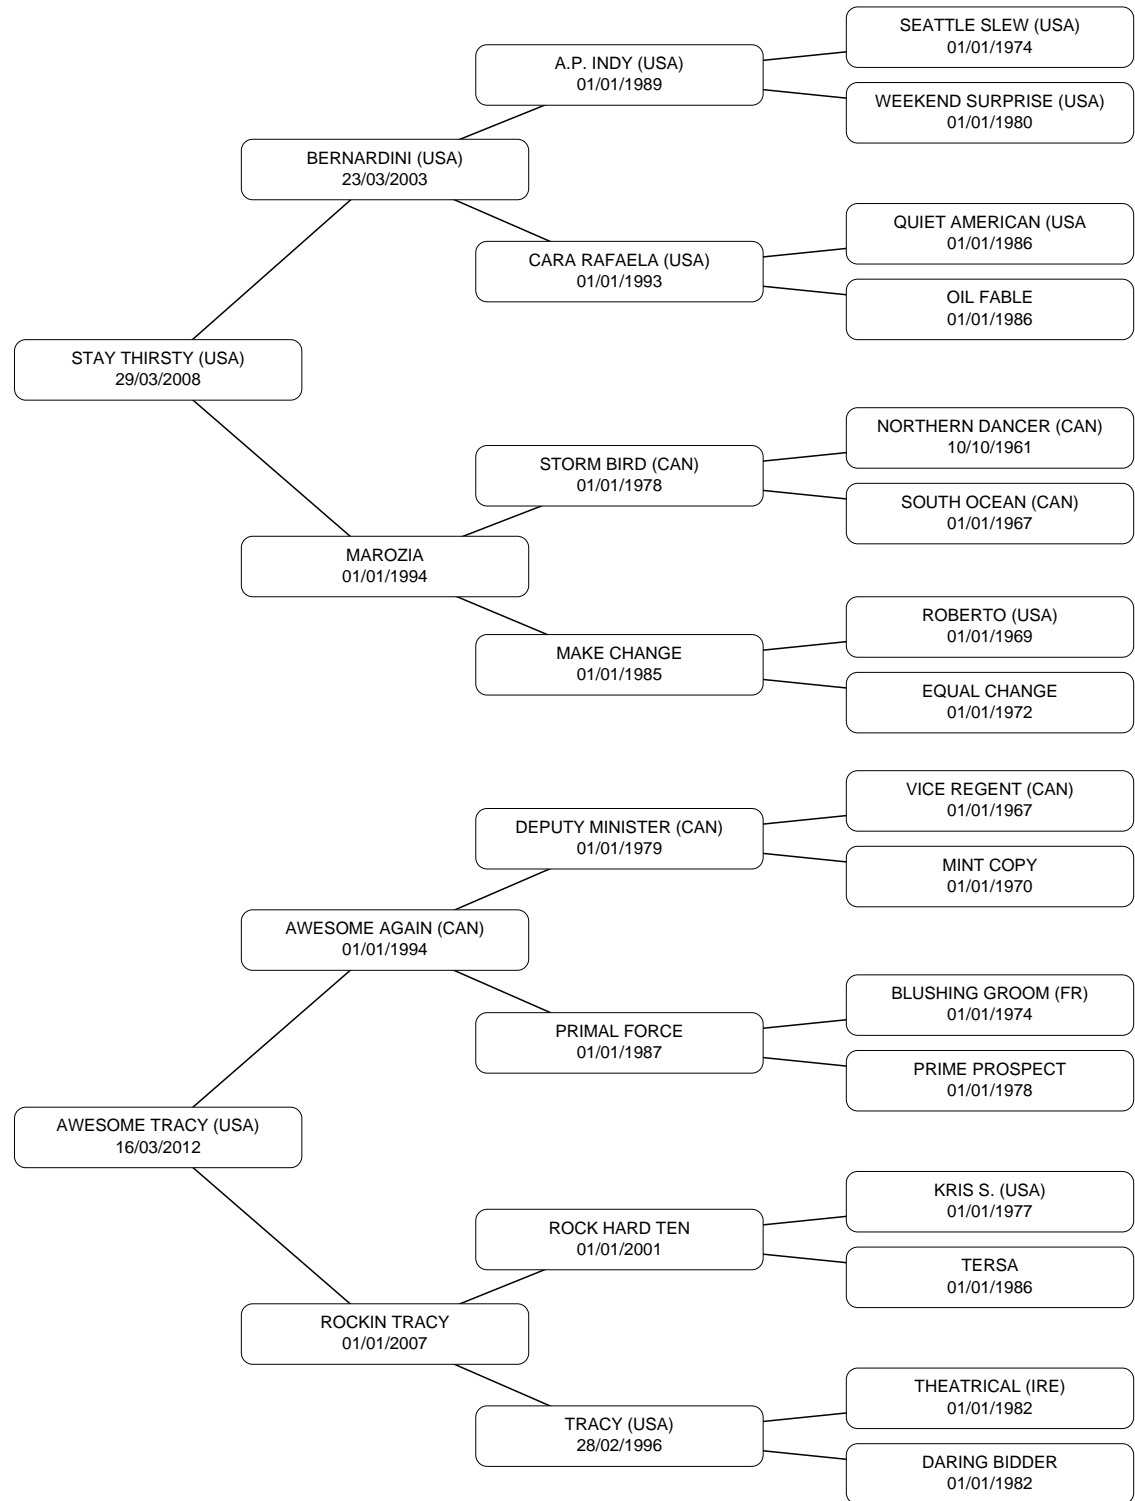 SEATTLE SLEW (USA)
01/01/1974
A.P. INDY (USA)
01/01/1989
WEEKEND SURPRISE (USA)
01/01/1980
BERNARDINI (USA)
23/03/2003
QUIET AMERICAN (USA
01/01/1986
CARA RAFAELA (USA)
01/01/1993
OIL FABLE
01/01/1986
STAY THIRSTY (USA)
29/03/2008
NORTHERN DANCER (CAN)
10/10/1961
STORM BIRD (CAN)
01/01/1978
SOUTH OCEAN (CAN)
01/01/1967
MAROZIA
01/01/1994
ROBERTO (USA)
01/01/1969
MAKE CHANGE
01/01/1985
EQUAL CHANGE
01/01/1972
VICE REGENT (CAN)
01/01/1967
DEPUTY MINISTER (CAN)
01/01/1979
MINT COPY
01/01/1970
AWESOME AGAIN (CAN)
01/01/1994
BLUSHING GROOM (FR)
01/01/1974
PRIMAL FORCE
01/01/1987
PRIME PROSPECT
01/01/1978
AWESOME TRACY (USA)
16/03/2012
KRIS S. (USA)
01/01/1977
ROCK HARD TEN
01/01/2001
TERSA
01/01/1986
ROCKIN TRACY
01/01/2007
THEATRICAL (IRE)
01/01/1982
TRACY (USA)
28/02/1996
DARING BIDDER
01/01/1982